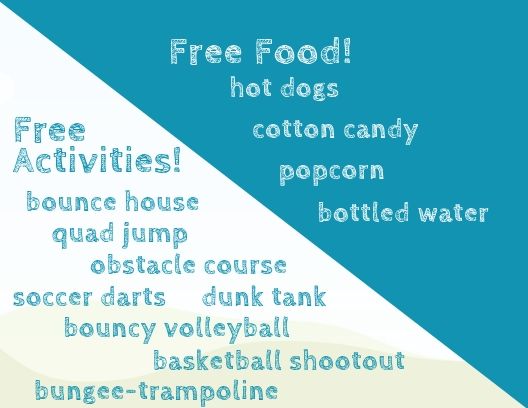 Free Food!
hot dogs
cotton candy
popcorn
bottled water
Free
Activities!
bounce house
quad jump
obstacle course
soccer darts dunk tank
bouncy volleyball
basketball shootout
bungee-trampoline